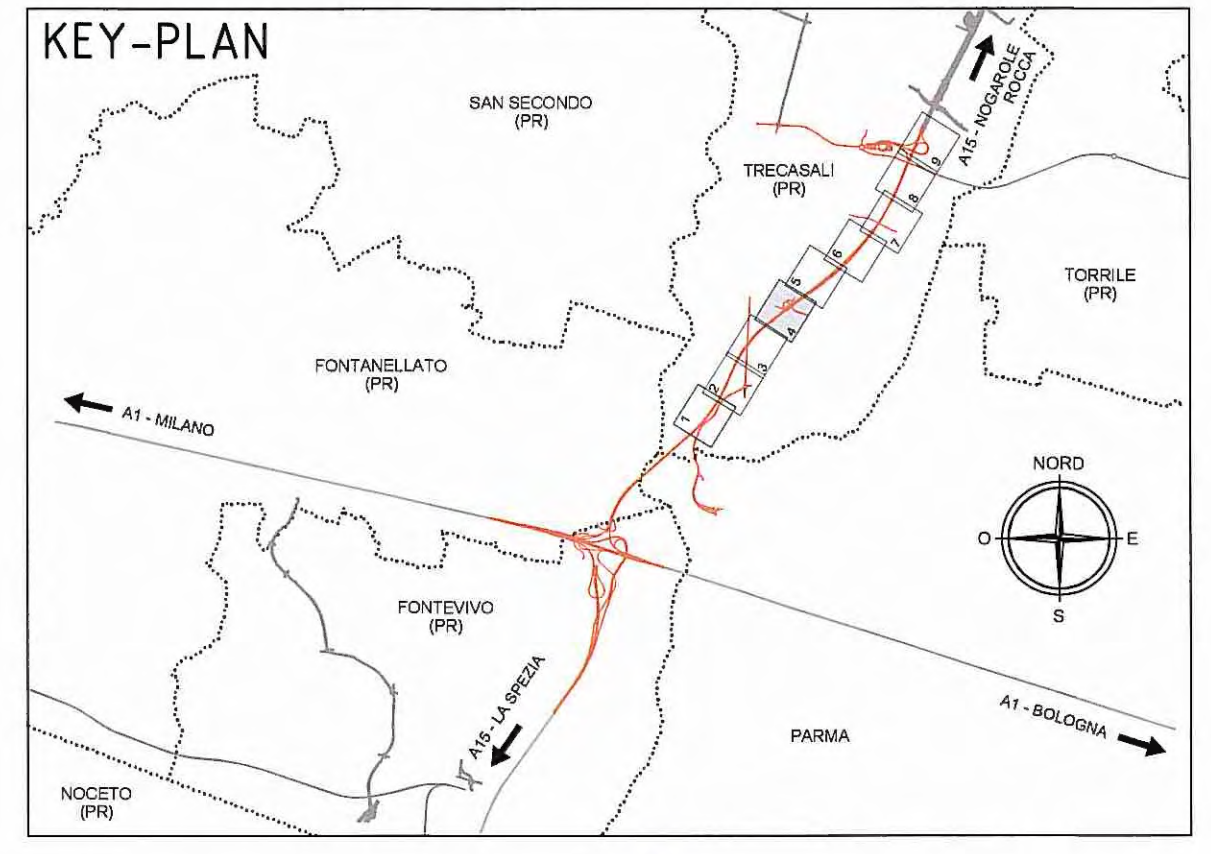 KEY-PLAN
SAN SECONDO
(PR)
A15 - NOGAROLE
ROCCA
TRECASALI
(PR)
9
8
7
6
5
4
3
2
1
TORRILE
(PR)
FONTANELLATO
(PR)
A1 - MILANO
NORD
O
E
S
FONTEVIVO
(PR)
A15 - LA SPEZIA
A1 - BOLOGNA
PARMA
NOCETO
(PR)